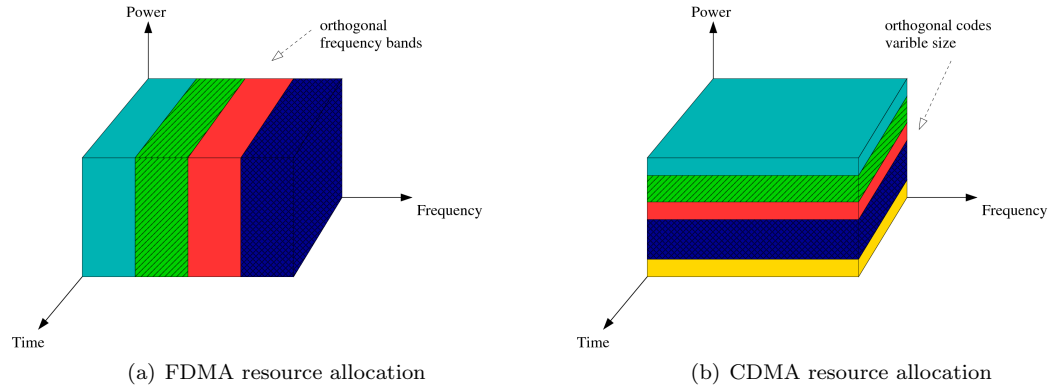 Power
orthogonal
frequency bands
Frequency
Time
(a) FDMA resource allocation
Power
orthogonal codes
varible size
Frequency
Time
(b) CDMA resource allocation